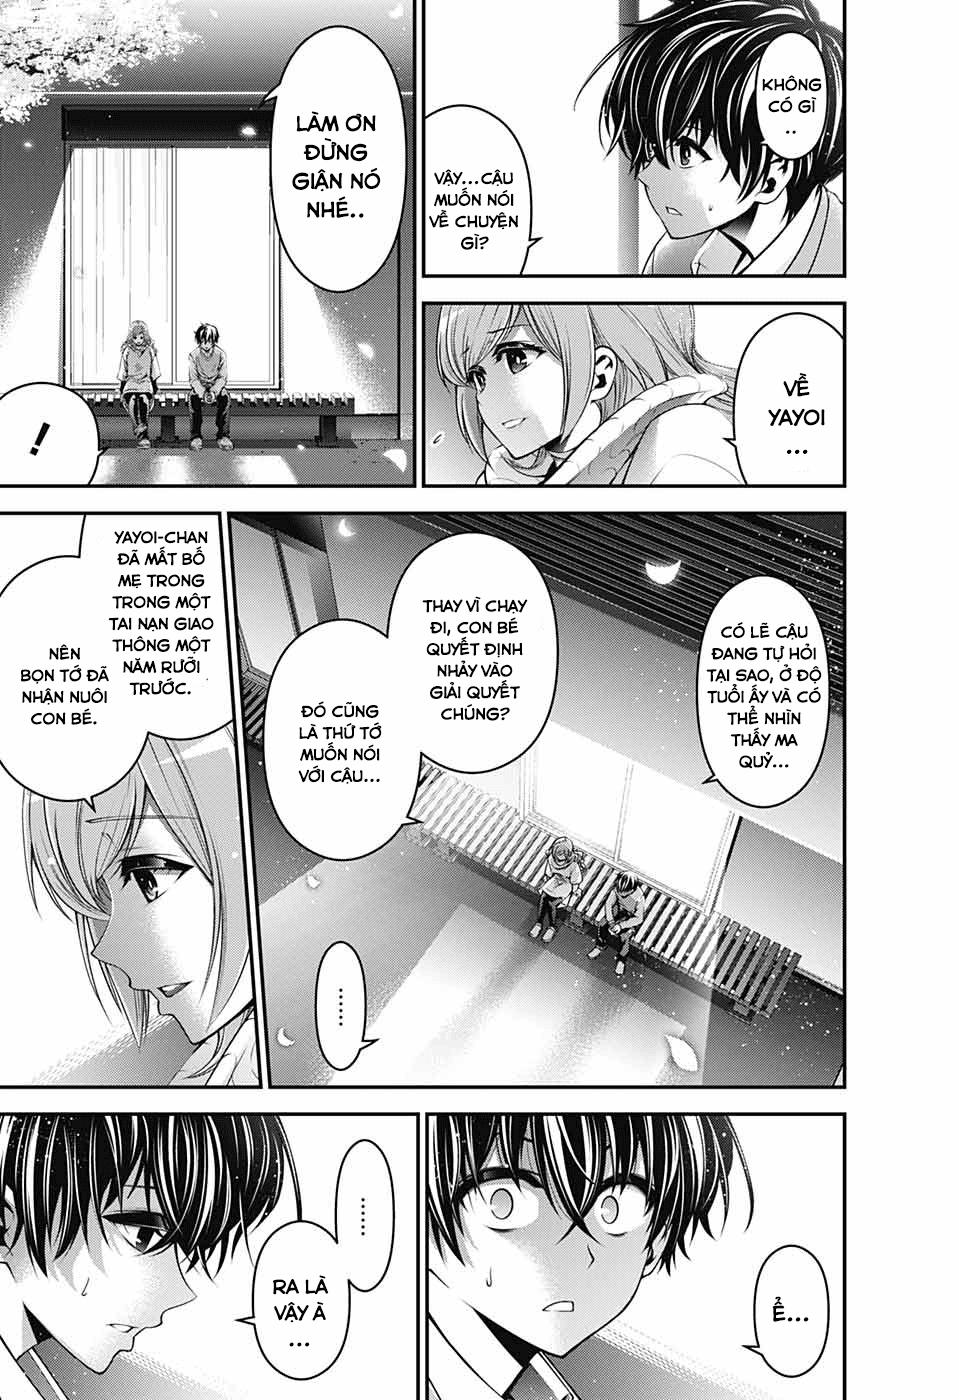 KHÔNG
CÓ GÌ
..
VẬY...CẬU
MUỐN NÓI
VỀ CHUYỆN
GÌ?
LÀM ƠN
ĐỪNG
GIẬN NÓ
NHÉ..
VỀ
YAYOI
...
!
CÓ LẼ CẬU
ĐANG TỰ HỎI
TẠI SAO, Ở ĐỘ
TUỔI ẤY VÀ CÓ
THỂ NHÌN
THẤY MA
QUỶ...
THAY VÌ CHẠY
ĐI, CON BÉ
QUYẾT ĐỊNH
NHẢY VÀO
GIẢI QUYẾT
CHÚNG?
ĐÓ CŨNG
LÀ THỨ TỚ
MUỐN NÓI
VỚI CẬU...
......
YAYOI-CHAN
ĐÃ MẤT BỐ
MẸ TRONG
TRONG MỘT
TAI NẠN GIAO
THÔNG MỘT
NĂM RƯỠI
TRƯỚC.
NÊN
BỌN TỚ ĐÃ
NHẬN NUÔI
CON BÉ.
Ể...
......
RA LÀ
VẬY À
...